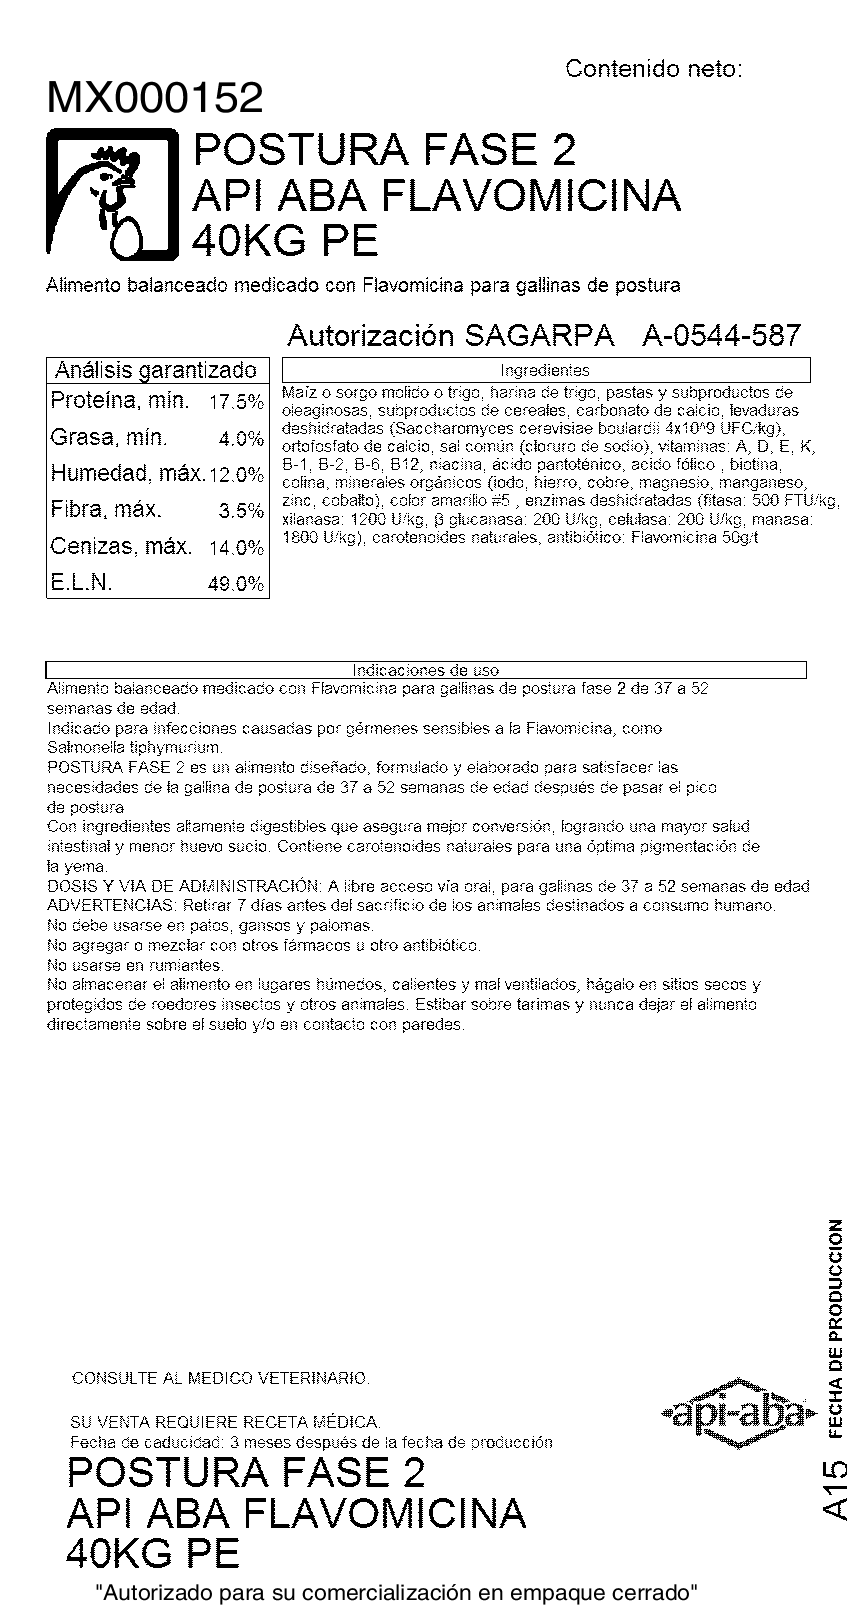 Contenido neto:
MX000152
POSTURA FASE 2
API ABA FLAVOMICINA
40KG PE
Alimento balanceado medicado con Flavomicina para gallinas de postura
Autorización SAGARPA A-0544-587
Análisis garantizado
Proteína, mín. 17.5%
Grasa, mín. 4.0%
Humedad, máx. 12.0%
Fibra, máx. 3.5%
Cenizas, máx. 14.0%
E.L.N. 49.0%
Ingredientes
Maíz o sorgo molido o trigo, harina de trigo, pastas y subproductos de
oleaginosas, subproductos de cereales, carbonato de calcio, levaduras
deshidratadas (Saccharomyces cerevisiae boulardii 4x10^9 UFC/kg),
ortofosfato de calcio, sal común (cloruro de sodio), vitaminas: A, D, E, K,
B-1, B-2, B-6, B12, niacina, ácido pantoténico, acido fólico , biotina,
colina, minerales orgánicos (iodo, hierro, cobre, magnesio, manganeso,
zinc, cobalto), color amarillo #5 , enzimas deshidratadas (fitasa: 500 FTU/kg,
xilanasa: 1200 U/kg, β glucanasa: 200 U/kg, celulasa: 200 U/kg, manasa:
1800 U/kg), carotenoides naturales, antibiótico: Flavomicina 50g/t
Indicaciones de uso
Alimento balanceado medicado con Flavomicina para gallinas de postura fase 2 de 37 a 52
semanas de edad.
Indicado para infecciones causadas por gérmenes sensibles a la Flavomicina, como
Salmonella tiphymurium.
POSTURA FASE 2 es un alimento diseñado, formulado y elaborado para satisfacer las
necesidades de la gallina de postura de 37 a 52 semanas de edad después de pasar el pico
de postura
Con ingredientes altamente digestibles que asegura mejor conversión, logrando una mayor salud
intestinal y menor huevo sucio. Contiene carotenoides naturales para una óptima pigmentación de
la yema.
DOSIS Y VIA DE ADMINISTRACIÓN: A libre acceso vía oral, para gallinas de 37 a 52 semanas de edad
ADVERTENCIAS: Retirar 7 días antes del sacrificio de los animales destinados a consumo humano.
No debe usarse en patos, gansos y palomas.
No agregar o mezclar con otros fármacos u otro antibiótico.
No usarse en rumiantes.
No almacenar el alimento en lugares húmedos, calientes y mal ventilados, hágalo en sitios secos y
protegidos de roedores insectos y otros animales. Estibar sobre tarimas y nunca dejar el alimento
directamente sobre el suelo y/o en contacto con paredes.
FECHA DE PRODUCCION
A15
CONSULTE AL MEDICO VETERINARIO.
api-aba
SU VENTA REQUIERE RECETA MÉDICA.
Fecha de caducidad: 3 meses después de la fecha de producción
POSTURA FASE 2
API ABA FLAVOMICINA
40KG PE
"Autorizado para su comercialización en empaque cerrado"